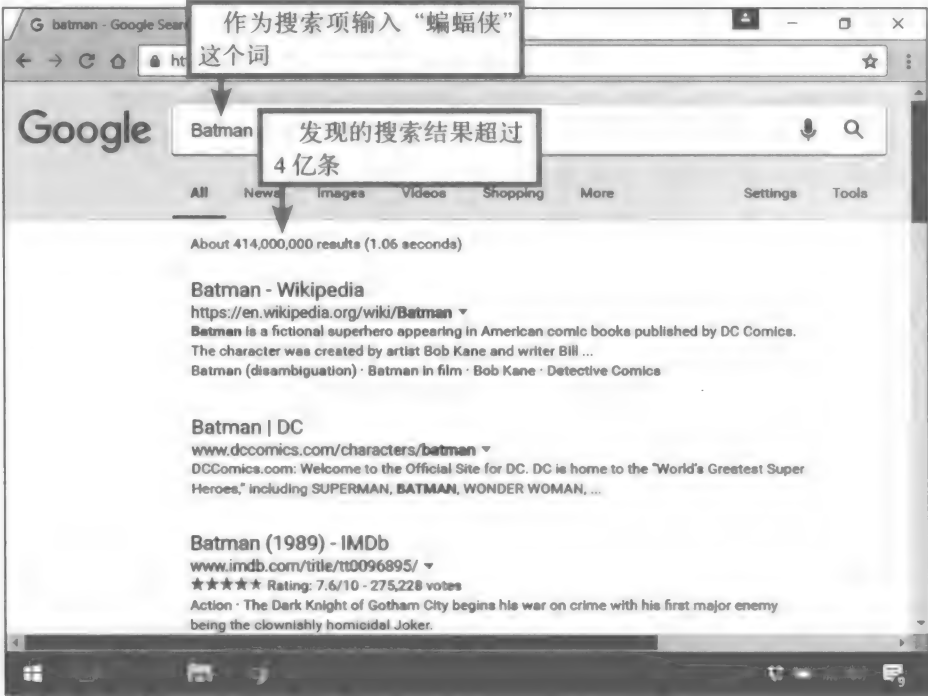 batman - Google Sear
作为搜索项输入“蝙蝠侠”
这个词
ht
Google
Batman
发现的搜索结果超过
4亿条
All News Images Videos Shopping More Settings Tools
About 414,000,000 results (1.06 seconds)
Batman - Wikipedia
https://en.wikipedia.org/wiki/Batman
Batman is a fictional superhero appearing in American comic books published by DC Comics.
The character was created by artist Bob Kane and writer Bill ...
Batman (disambiguation) · Batman in film · Bob Kane · Detective Comics
Batman | DC
www.dccomics.com/characters/batman
DCComics.com: Welcome to the Official Site for DC. DC is home to the "World's Greatest Super
Heroes," including SUPERMAN, BATMAN, WONDER WOMAN, ...
Batman (1989) - IMDb
www.imdb.com/title/tt0096895/
★★★★★ Rating: 7.6/10 - 275,228 votes
Action · The Dark Knight of Gotham City begins his war on crime with his first major enemy
being the clownishly homicidal Joker.
9